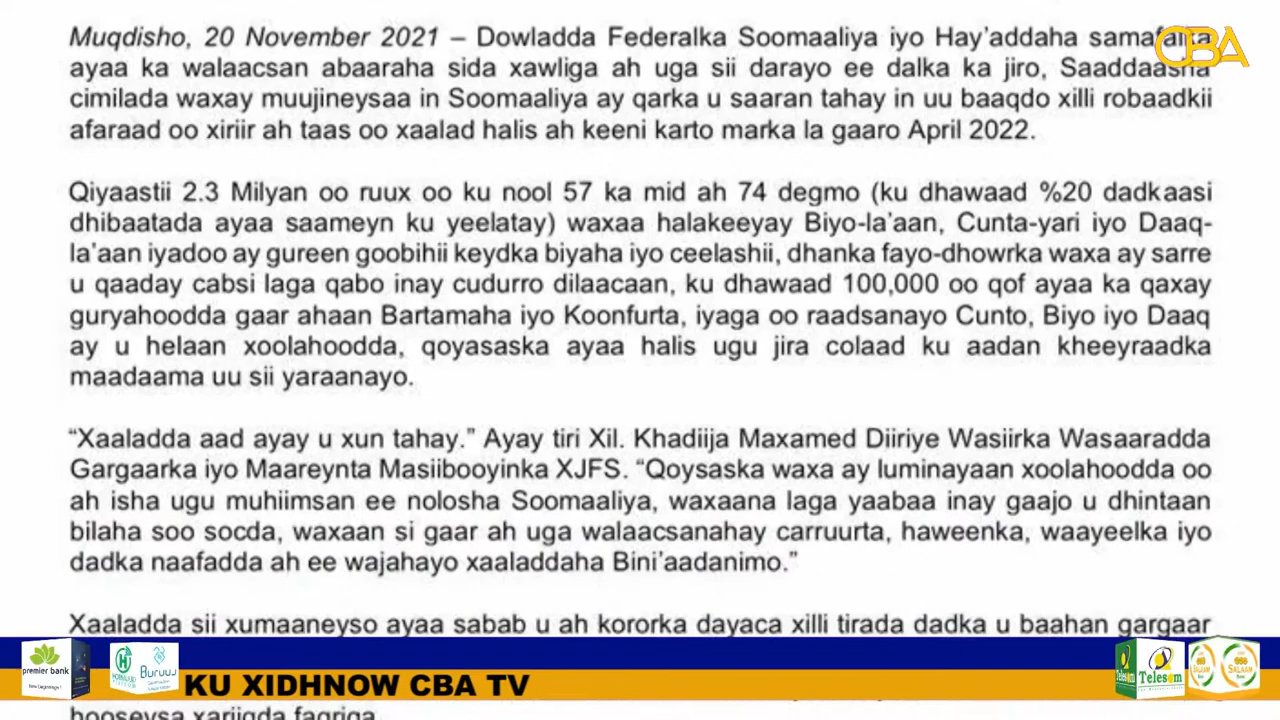 Muqdisho, 20 November 2021 – Dowladda Federalka Soomaaliya iyo Hay’addaha samafalka
CBA
ayaa ka walaacsan abaaraha sida xawliga ah uga sii darayo ee dalka ka jiro, Saaddaasha
cimilada waxay muujineysaa in Soomaaliya ay qarka u saaran tahay in uu baaqdo xilli robaadkii
afaraad oo xiriir ah taas oo xaalad halis ah keeni karto marka la gaaro April 2022.
Qiyaastii 2.3 Milyan oo ruux oo ku nool 57 ka mid ah 74 degmo (ku dhawaad %20 dadkaasi
dhibaatada ayaa saameyn ku yeelatay) waxaa halakeeyay Biyo-la’aan, Cunta-yari iyo Daaq-
la’aan iyadoo ay gureen goobihii keydka biyaha iyo ceelashii, dhanka fayo-dhowrka waxa ay sarre
u qaaday cabsi laga qabo inay cudurro dilaacaan, ku dhawaad 100,000 oo qof ayaa ka qaxay
guryahoodda gaar ahaan Bartamaha iyo Koonfurta, iyaga oo raadsanayo Cunto, Biyo iyo Daaq
ay u helaan xoolahoodda, qoyasaska ayaa halis ugu jira colaad ku aadan kheeyraadka
maadaama uu sii yaraanayo.
“Xaaladda aad ayay u xun tahay.” Ayay tiri Xil. Khadiija Maxamed Diiriye Wasiirka Wasaaradda
Gargaarka iyo Maareynta Masiibooyinka XJFS. “Qoysaska waxa ay luminayaan xoolahoodda oo
ah isha ugu muhiimsan ee nolosha Soomaaliya, waxaana laga yaabaa inay gaajo u dhintaan
bilaha soo socda, waxaan si gaar ah uga walaacsanahay carruurta, haweenka, waayeelka iyo
dadka naafadda ah ee wajahayo xaaladdaha Bini’aadanimo.”
Xaaladda sii xumaaneyso ayaa sabab u ah kororka dayaca xilli tirada dadka u baahan gargaar
premier bank
Buruuj
KU XIDHNOW CBA TV
Telesom
SALAAM
hooseysa xariiqda faqriga.